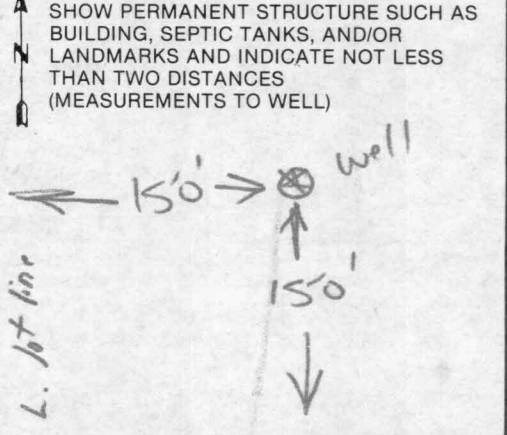 SHOW PERMANENT STRUCTURE SUCH AS
BUILDING, SEPTIC TANKS, AND/OR
N LANDMARKS AND INDICATE NOT LESS
THAN TWO DISTANCES
(MEASUREMENTS TO WELL)
well
150'
150'
L. lot line